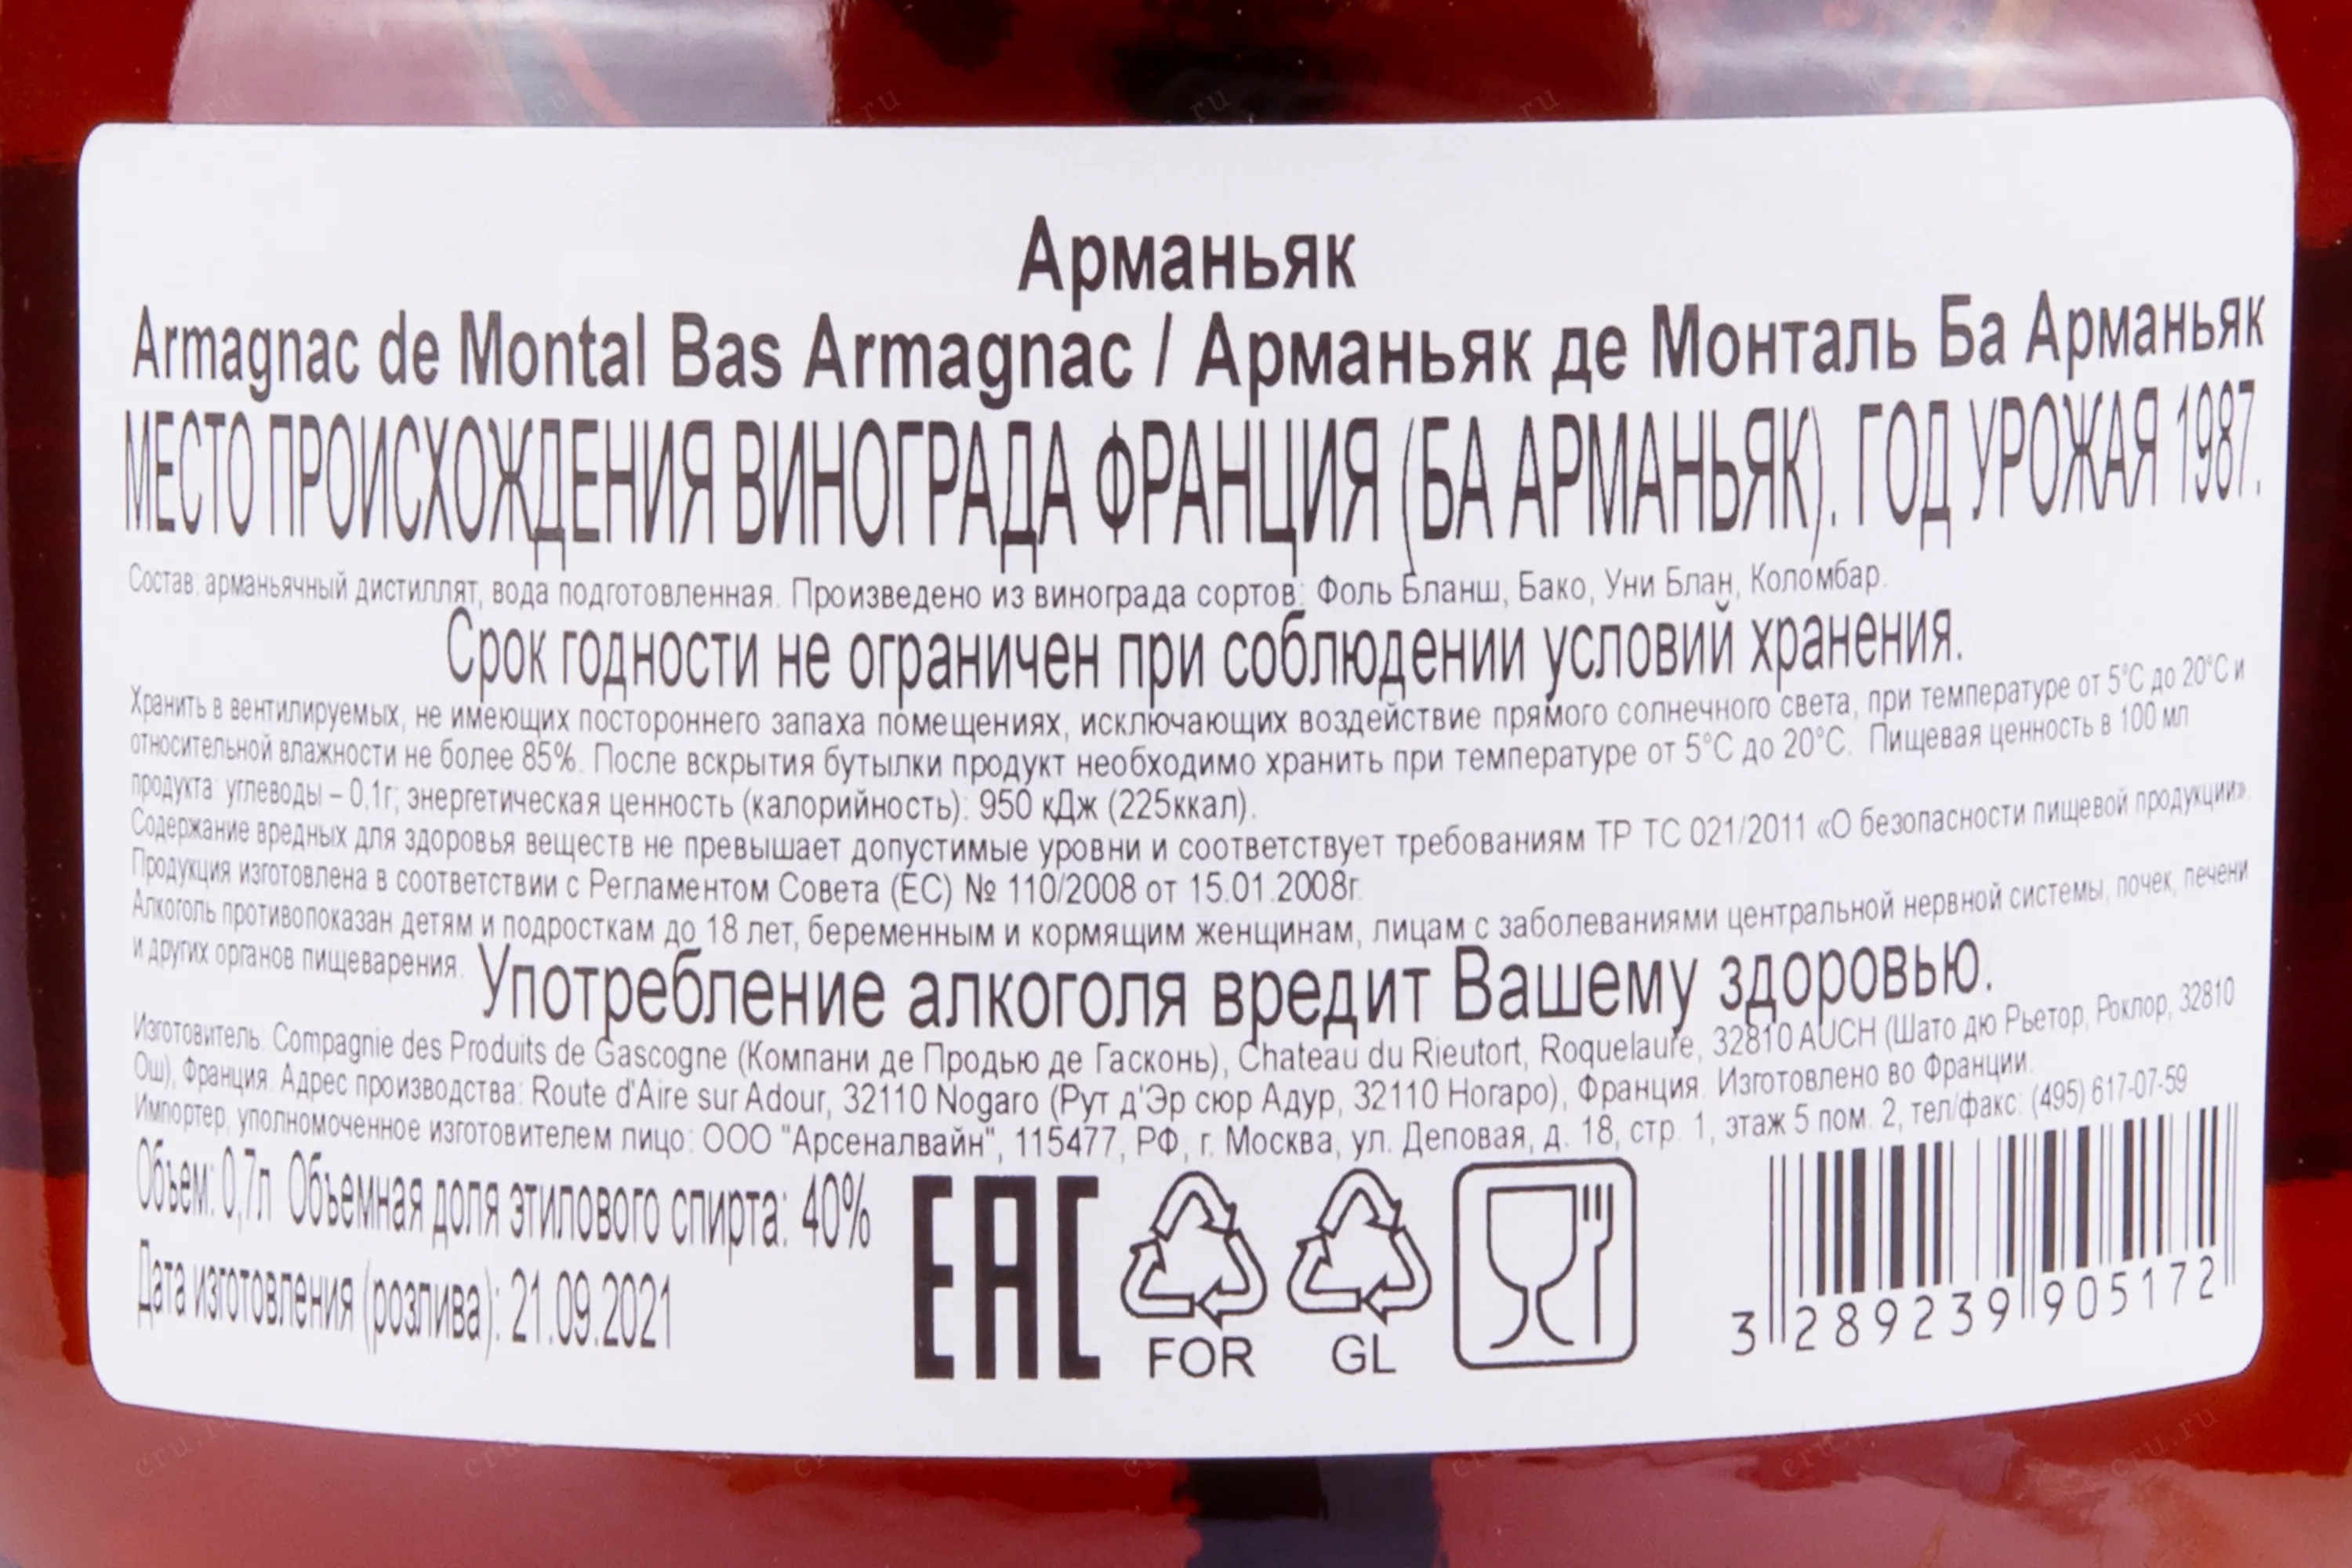 Арманьяк
Armagnac de Montal Bas Armagnac / Арманьяк де Монталь Ба Арманьяк
МЕСТО ПРОИСХОЖДЕНИЯ ВИНОГРАДА ФРАНЦИЯ (БА АРМАНЬЯК). ГОД УРОЖАЯ 1987.
Состав: арманьячный дистиллят, вода подготовленная. Произведено из винограда сортов: Фоль Бланш, Бако, Уни Блан, Коломбар.
Срок годности не ограничен при соблюдении условий хранения.
Хранить в вентилируемых, не имеющих постороннего запаха помещениях, исключающих воздействие прямого солнечного света, при температуре от 5°С до 20°С и
относительной влажности не более 85%. После вскрытия бутылки продукт необходимо хранить при температуре от 5°С до 20°С. Пищевая ценность в 100 мл
продукта: углеводы – 0,1г; энергетическая ценность (калорийность): 950 кДж (225ккал).
Содержание вредных для здоровья веществ не превышает допустимые уровни и соответствует требованиям ТР ТС 021/2011 «О безопасности пищевой продукции».
Продукция изготовлена в соответствии с Регламентом Совета (ЕС) № 110/2008 от 15.01.2008г.
Алкоголь противопоказан детям и подросткам до 18 лет, беременным и кормящим женщинам, лицам с заболеваниями центральной нервной системы, почек, печени
и других органов пищеварения. Употребление алкоголя вредит Вашему здоровью.
Изготовитель: Compagnie des Produits de Gascogne (Компани де Продью де Гасконь), Chateau du Rieutort, Roquelaure, 32810 AUCH (Шато дю Рьетор, Роклор, 32810
Ош), Франция. Адрес производства: Route d'Aire sur Adour, 32110 Nogaro (Рут д'Эр сюр Адур, 32110 Ногаро), Франция. Изготовлено во Франции.
Импортер, уполномоченное изготовителем лицо: ООО "Арсеналвайн", 115477, РФ, г. Москва, ул. Деповая, д. 18, стр. 1, этаж 5 пом. 2, тел/факс: (495) 617-07-59
Объем: 0,7л Объемная доля этилового спирта: 40%
Дата изготовления (розлива): 21.09.2021
EAC
FOR
GL
3 289239 905172
cru.ru